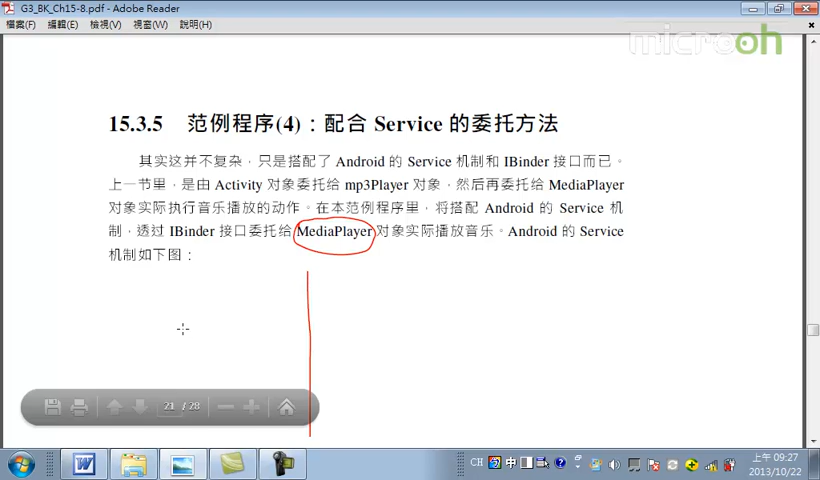 G3_BK_Ch15-8.pdf - Adobe Reader
檔案(F) 編輯(E) 檢視(V) 視窗(W) 說明(H)
microoh
15.3.5 范例程序(4)：配合 Service 的委托方法
其实这并不复杂，只是搭配了 Android 的 Service 机制和 IBinder 接口而已。
上一节里，是由 Activity 对象委托给 mp3Player 对象，然后再委托给 MediaPlayer
对象实际执行音乐播放的动作。在本范例程序里，将搭配 Android 的 Service 机
制，透过 IBinder 接口委托给 MediaPlayer 对象实际播放音乐。Android 的 Service
机制如下图：
21 / 28
CH 中
上午 09:27
2013/10/22